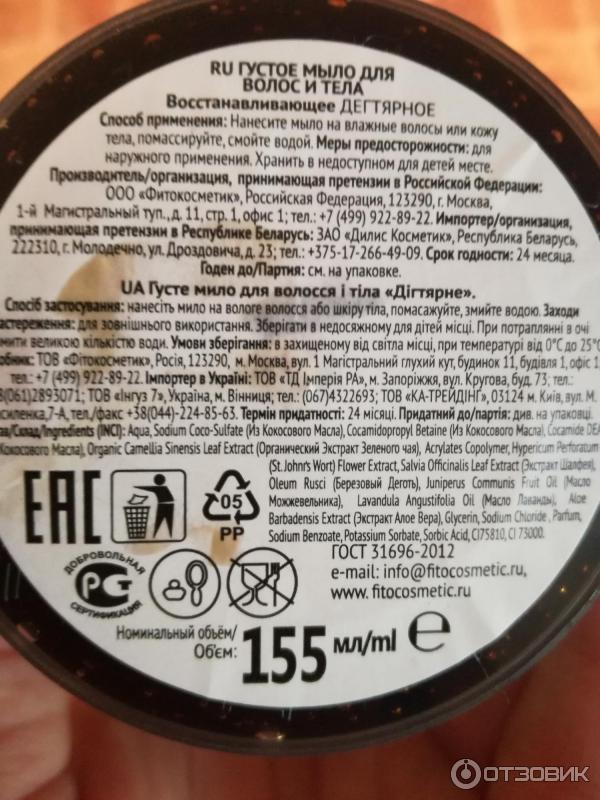 RU ГУСТОЕ МЫЛО ДЛЯ
ВОЛОС И ТЕЛА
Восстанавливающее ДЕГТЯРНОЕ
Способ применения: Нанесите мыло на влажные волосы или кожу
тела, помассируйте, смойте водой. Меры предосторожности: для
наружного применения. Хранить в недоступном для детей месте.
Производитель/организация, принимающая претензии в Российской Федерации:
ООО «Фитокосметик», Российская Федерация, 123290, г. Москва,
1-й Магистральный туп., д. 11, стр. 1, офис 1; тел.: +7 (499) 922-89-22. Импортер/организация,
принимающая претензии в Республике Беларусь: ЗАО «Дилис Косметик», Республика Беларусь,
222310, г. Молодечно, ул. Дроздовича, д. 23; тел.: +375-17-266-49-09. Срок годности: 24 месяца.
Годен до/Партия: см. на упаковке.
UA Густе мило для волосся і тіла «Дігтярне».
Спосіб застосування: нанесіть мило на вологе волосся або шкіру тіла, помасажуйте, змийте водою. Заходи
застереження: для зовнішнього використання. Зберігати в недосяжному для дітей місці. При потраплянні в очі
мити великою кількістю води. Умови зберігання: в захищеному від світла місці, при температурі від 0°С до 25°С
обник: ТОВ «Фітокосметик», Росія, 123290, м. Москва, вул. 1 Магистральный глухий кут, будинок 11, будівля 1, офіс 1
тел.: +7 (499) 922-89-22. Імпортер в Україні: ТОВ «ТД Імперія РА», м. Запоріжжя, вул. Кругова, буд. 73; тел.:
8(061)2893071; ТОВ «Інгуз 7», Україна, м. Вінниця; тел.: (067)4322693; ТОВ «КА-ТРЕЙДІНГ», 03124 м. Київ, вул. М.
силенка,7-А, тел./факс +38(044)-224-85-63. Термін придатності: 24 місяці. Придатний до/партія: див. на упаковці.
ав/Склад/Ingredients (INCI): Aqua, Sodium Coco-Sulfate (Из Кокосового Масла), Cocamidopropyl Betaine (Из Кокосового Масла), Cocamide DEA
Кокосового Масла), Organic Camellia Sinensis Leaf Extract (Органический Экстракт Зеленого чая), Acrylates Copolymer, Hypericum Perforatum
(St.John's Wort) Flower Extract, Salvia Officinalis Leaf Extract (Экстракт Шалфея),
Oleum Rusci (Березовый Деготь), Juniperus Communis Fruit Oil (Масло
Можжевельника), Lavandula Angustifolia Oil (Масло Лаванды), Aloe
Barbadensis Extract (Экстракт Алое Вера), Glycerin, Sodium Chloride, Parfum,
Sodium Benzoate, Potassium Sorbate, Sorbic Acid, CI75810, CI 73000.
ЕАС
05
PP
ГОСТ 31696-2012
e-mail: info@fitocosmetic.ru,
www. fitocosmetic.ru
ДОБРОВОЛЬНАЯ
РСТ
СЕРТИФИКАЦИЯ
Номинальный объём/
Об'єм: 155 мл/ml ℮
ОТЗОВИК